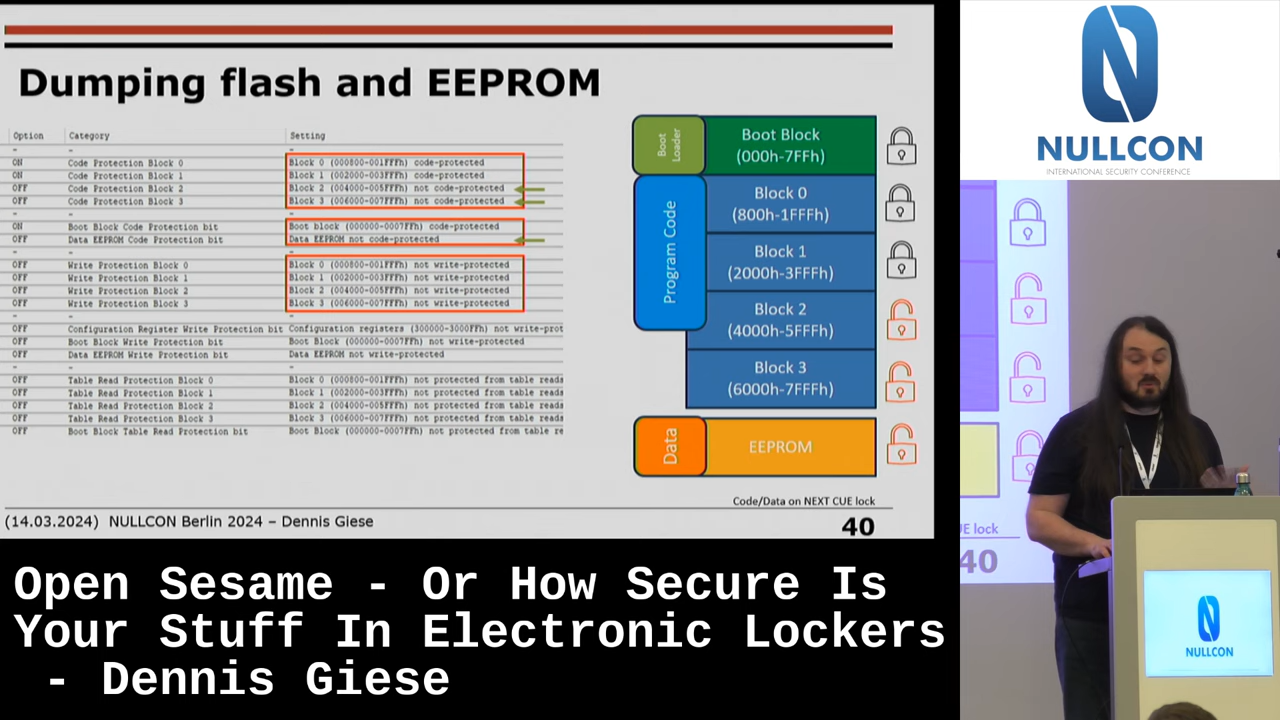 Dumping flash and EEPROM
Option Category Setting
ON Code Protection Block 0 Block 0 (000800-001FFFh) code-protected
ON Code Protection Block 1 Block 1 (002000-003FFFh) code-protected
OFF Code Protection Block 2 Block 2 (004000-005FFFh) not code-protected
OFF Code Protection Block 3 Block 3 (006000-007FFFh) not code-protected
ON Boot Block Code Protection bit Boot block (000000-0007FFh) code-protected
OFF Data EEPROM Code Protection bit Data EEPROM not code-protected
OFF Write Protection Block 0 Block 0 (000800-001FFFh) not write-protected
OFF Write Protection Block 1 Block 1 (002000-003FFFh) not write-protected
OFF Write Protection Block 2 Block 2 (004000-005FFFh) not write-protected
OFF Write Protection Block 3 Block 3 (006000-007FFFh) not write-protected
OFF Configuration Register Write Protection bit Configuration registers (300000-3000FFh) not write-prot
OFF Boot Block Write Protection bit Boot Block (000000-0007FFh) not write-protected
OFF Data EEPROM Write Protection bit Data EEPROM not write-protected
OFF Table Read Protection Block 0 Block 0 (000800-001FFFh) not protected from table reads
OFF Table Read Protection Block 1 Block 1 (002000-003FFFh) not protected from table reads
OFF Table Read Protection Block 2 Block 2 (004000-005FFFh) not protected from table reads
OFF Table Read Protection Block 3 Block 3 (006000-007FFFh) not protected from table reads
OFF Boot Block Table Read Protection bit Boot Block (000000-0007FFh) not protected from table re
Boot
Loader
Boot Block
(000h-7FFh)
Program Code
Block 0
(800h-1FFFh)
Block 1
(2000h-3FFFh)
Block 2
(4000h-5FFFh)
Block 3
(6000h-7FFFh)
Data
EEPROM
Code/Data on NEXT CUE lock
(14.03.2024) NULLCON Berlin 2024 – Dennis Giese
40
NULLCON
INTERNATIONAL SECURITY CONFERENCE
UE lock
40
NULLCON
Open Sesame - Or How Secure Is
Your Stuff In Electronic Lockers
- Dennis Giese